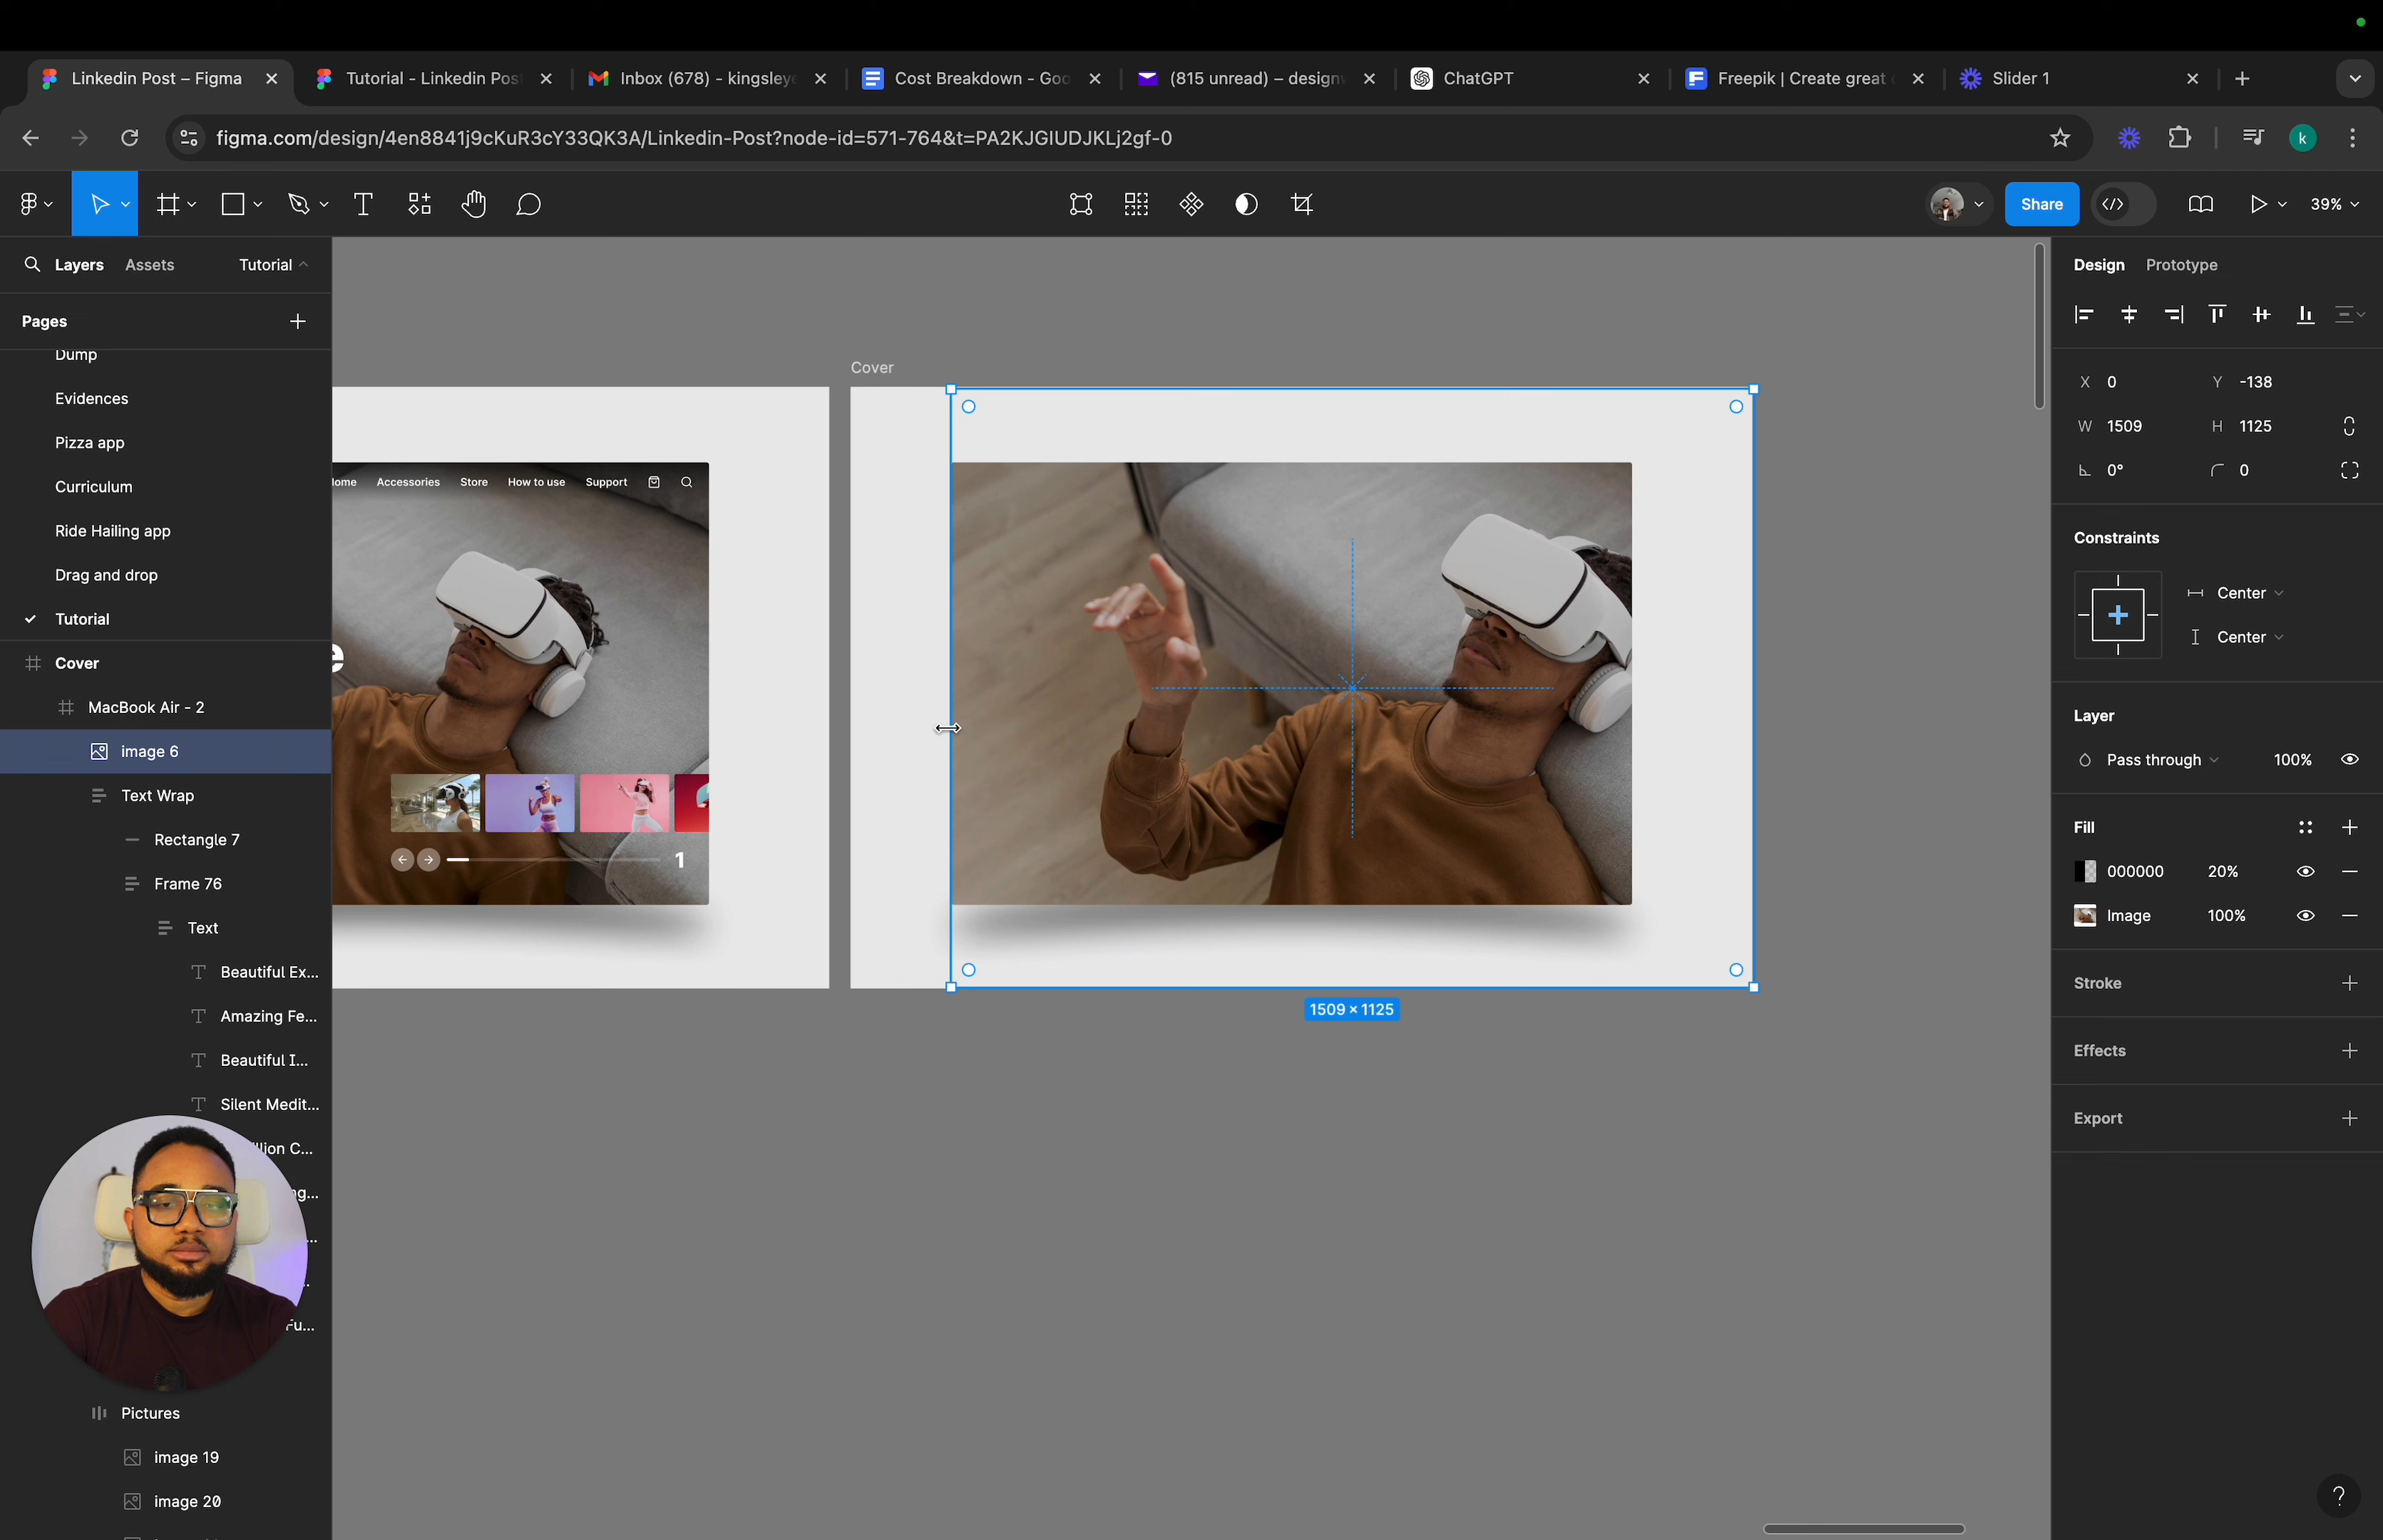 Linkedin Post – Figma
Tutorial - Linkedin Pos
Inbox (678) - kingsleye
Cost Breakdown - Goo
(815 unread) – design
ChatGPT
Freepik | Create great
Slider 1
figma.com/design/4en8841j9cKuR3cY33QK3A/Linkedin-Post?node-id=571-764&t=PA2KJGIUDJKLj2gf-0
k
Share
39%
Layers
Assets
Tutorial
Pages
Dump
Evidences
Pizza app
Curriculum
Ride Hailing app
Drag and drop
Tutorial
Cover
MacBook Air - 2
image 6
Text Wrap
Rectangle 7
Frame 76
Text
Beautiful Ex...
Amazing Fe...
Beautiful I...
Silent Medit...
llion C...
g...
...
...
Fu...
Pictures
image 19
image 20
Cover
ome
Accessories
Store
How to use
Support
e
1
1509 × 1125
Design
Prototype
X 0
Y -138
W 1509
H 1125
0°
0
Constraints
Center
Center
Layer
Pass through
100%
Fill
000000
20%
Image
100%
Stroke
Effects
Export
?